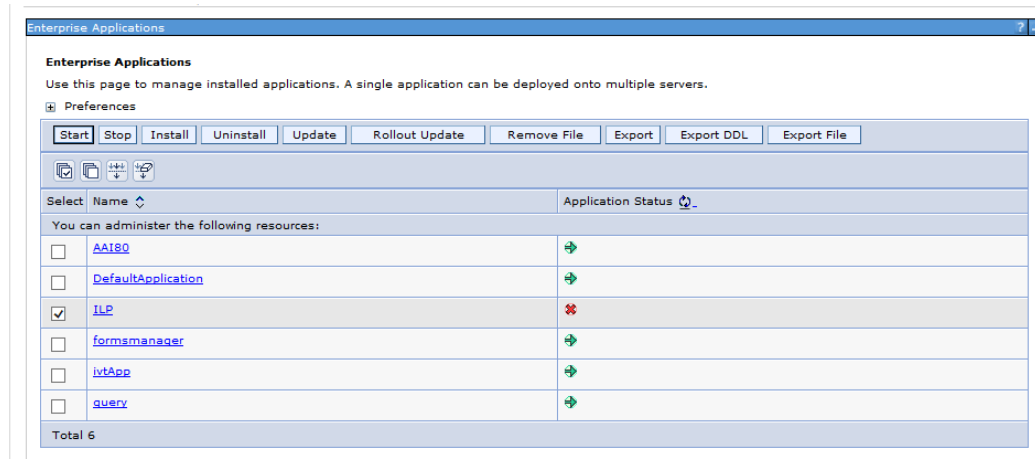 Enterprise Applications ?
Enterprise Applications
Use this page to manage installed applications. A single application can be deployed onto multiple servers.
Preferences
Start Stop Install Uninstall Update Rollout Update Remove File Export Export DDL Export File
Select Name Application Status
You can administer the following resources:
AAI80
DefaultApplication
ILP
formsmanager
ivtApp
query
Total 6